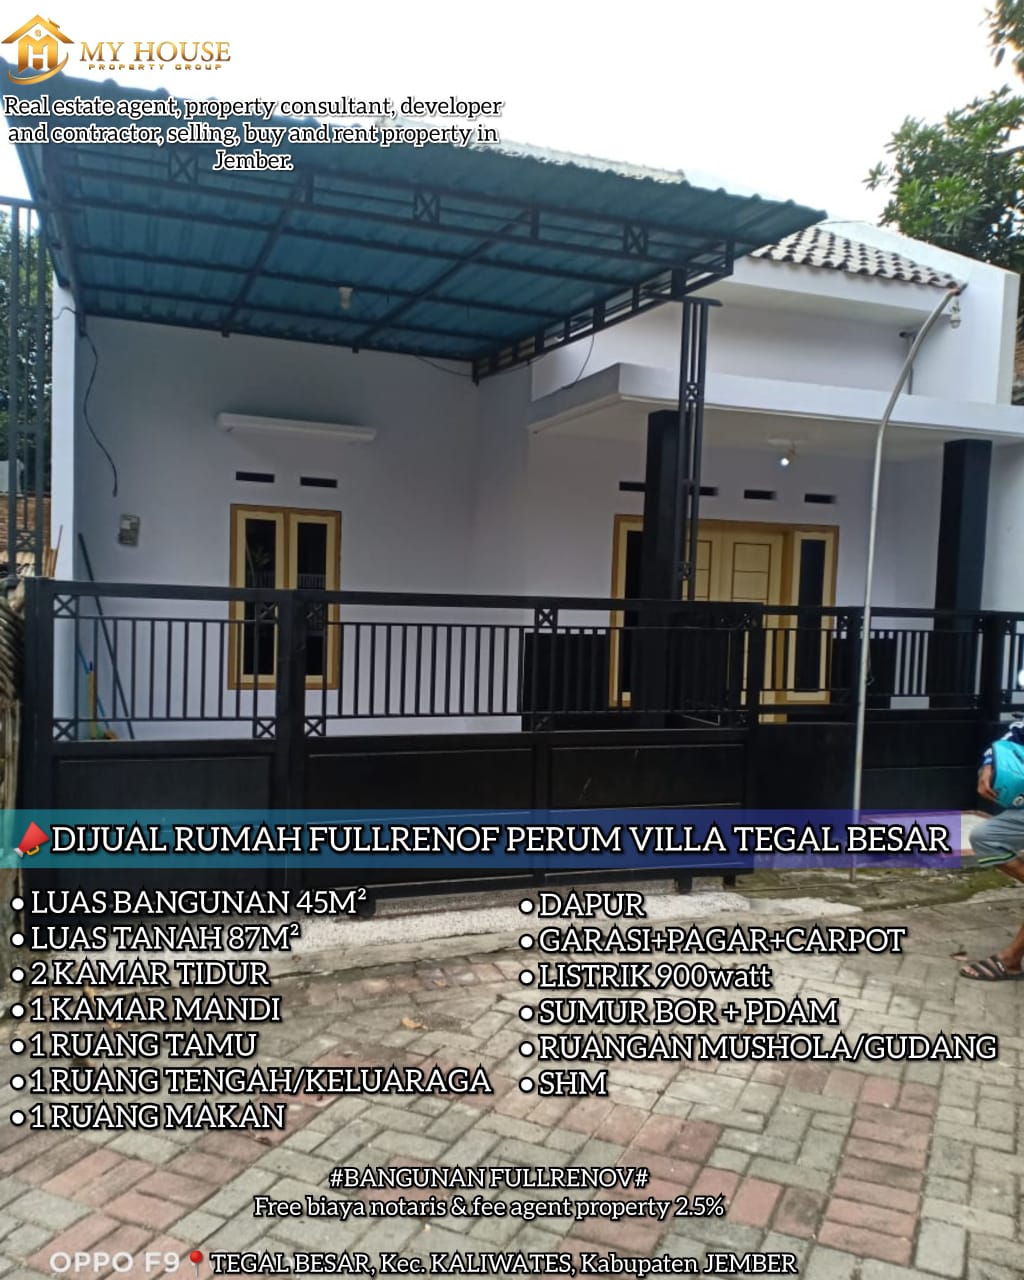 MY HOUSE
PROPERTY GROUP
Real estate agent, property consultant, developer
and contractor, selling, buy and rent property in
Jember.
DIJUAL RUMAH FULLRENOF PERUM VILLA TEGAL BESAR
• LUAS BANGUNAN 45M²
• LUAS TANAH 87M²
• 2 KAMAR TIDUR
• 1 KAMAR MANDI
• 1 RUANG TAMU
• 1 RUANG TENGAH/KELUARAGA
• 1 RUANG MAKAN
• DAPUR
• GARASI+PAGAR+CARPOT
• LISTRIK 900watt
• SUMUR BOR + PDAM
• RUANGAN MUSHOLA/GUDANG
• SHM
#BANGUNAN FULLRENOV#
Free biaya notaris & fee agent property 2.5%
OPPO F9 TEGAL BESAR, Kec. KALIWATES, Kabupaten JEMBER